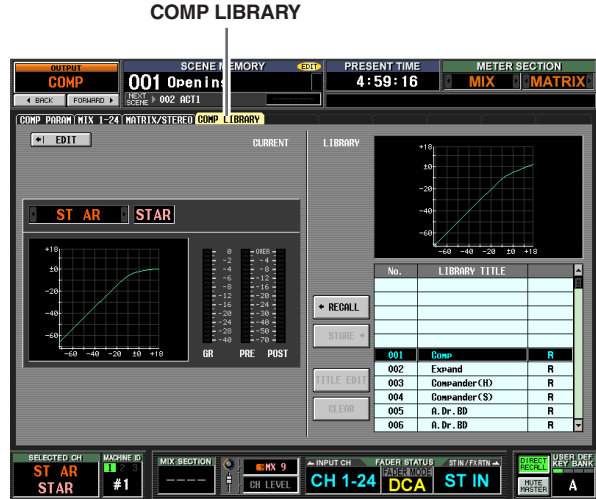 COMP LIBRARY
OUTPUT
COMP
BACK FORWARD
SCENE MEMORY EDIT
001 Opening
NEXT SCENE 002 ACT1
PRESENT TIME
4:59:16
METER SECTION
MIX MATRIX
COMP PARAM MIX 1-24 MATRIX/STEREO COMP LIBRARY
EDIT
CURRENT
LIBRARY
+18
±0
-20
-40
-60
-60 -40 -20 ±0 +18
ST AR STAR
+18
±0
-20
-40
-60
-60 -40 -20 ±0 +18
0 OVER
-2 -4
-4 -8
-6 -12
-8 -16
-12 -20
-16 -24
-20 -30
-24 -40
-28 -50
-40 -70
GR PRE POST
RECALL
STORE
TITLE EDIT
CLEAR
No. LIBRARY TITLE
001 Comp R
002 Expand R
003 Compander(H) R
004 Compander(S) R
005 A.Dr.BD R
006 A.Dr.BD R
SELECTED CH
ST AR
STAR
MACHINE ID
1 2 3
#1
MIX SECTION
MX 9
CH LEVEL
INPUT CH
CH 1-24
FADER STATUS
FADER MODE
DCA
ST IN/FX RTN
ST IN
DIRECT RECALL
MUTE MASTER
USER DEF KEY BANK
A